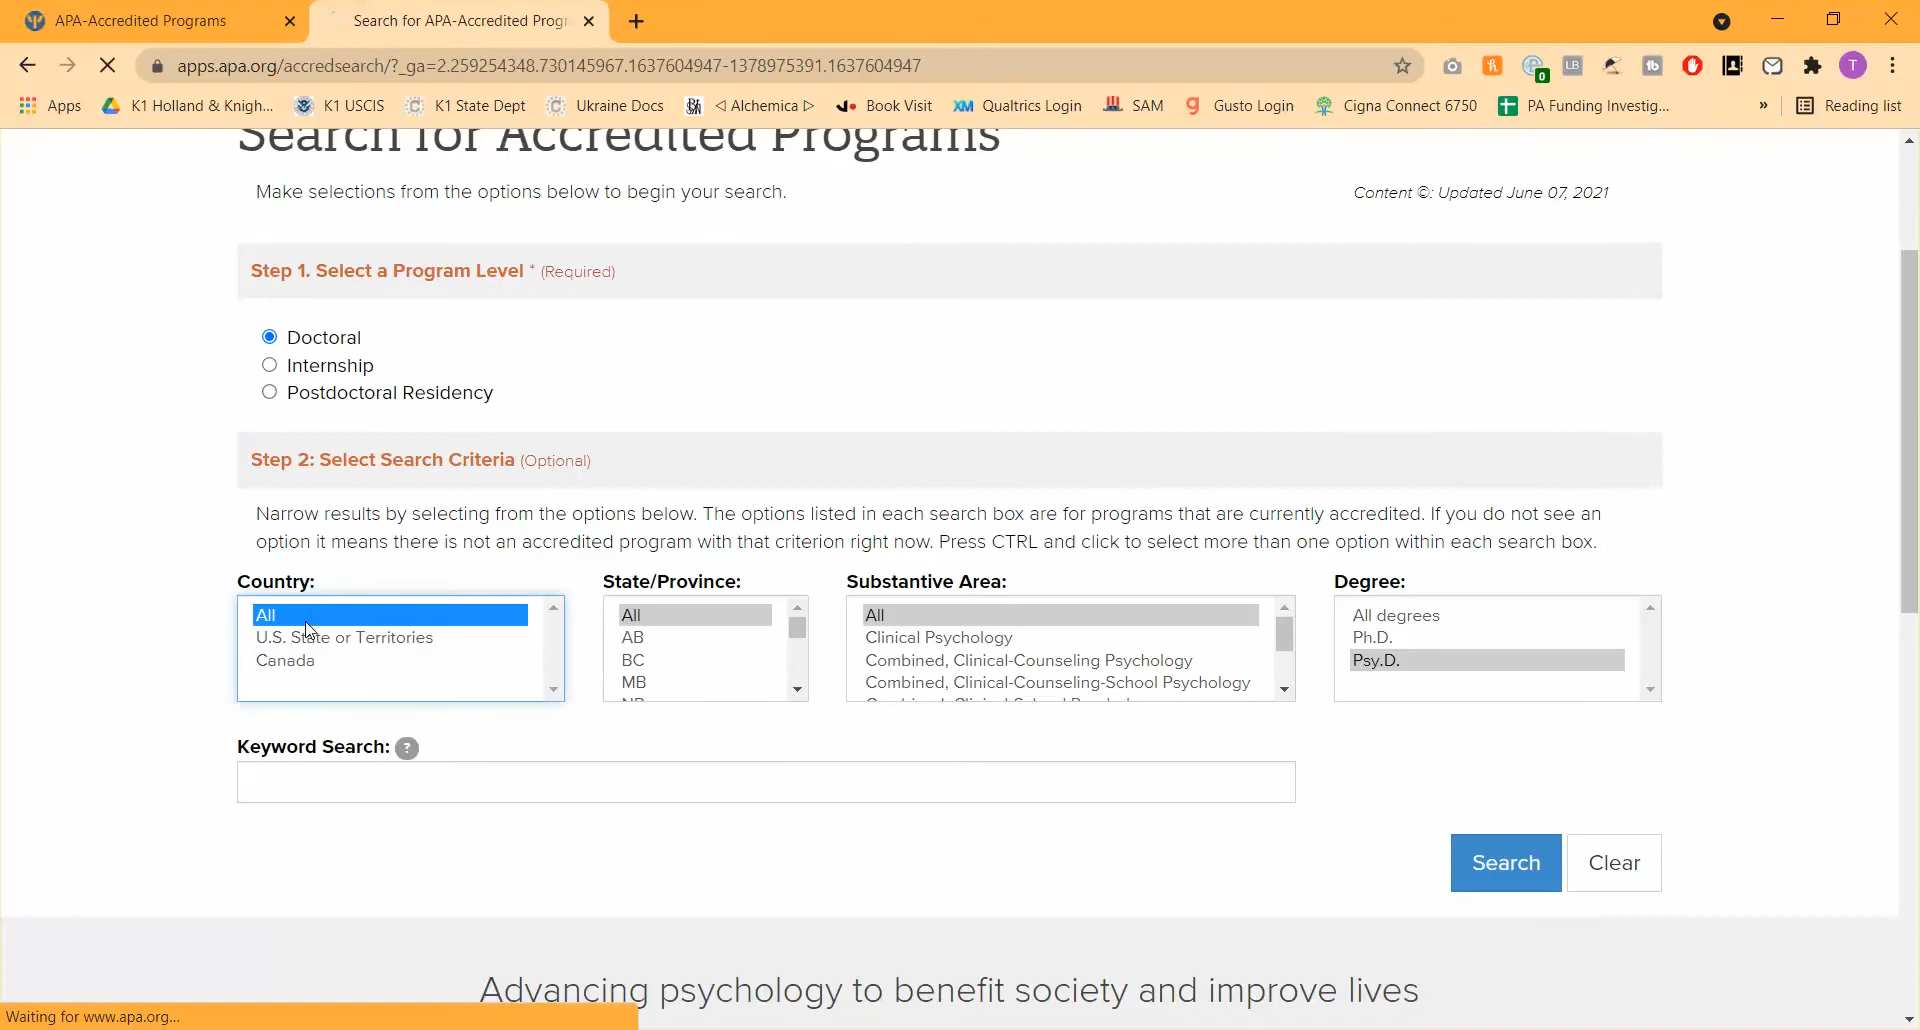 APA-Accredited Programs
Search for APA-Accredited Progr
apps.apa.org/accredsearch/?_ga=2.259254348.730145967.1637604947-1378975391.1637604947
0
LB
tb
T
Apps
K1 Holland & Knigh...
K1 USCIS
K1 State Dept
Ukraine Docs
◁ Alchemica ▷
Book Visit
XM Qualtrics Login
SAM
g Gusto Login
Cigna Connect 6750
PA Funding Investig...
»
Reading list
Search for Accredited Programs
Make selections from the options below to begin your search.
Content ©: Updated June 07, 2021
Step 1. Select a Program Level * (Required)
Doctoral
Internship
Postdoctoral Residency
Step 2: Select Search Criteria (Optional)
Narrow results by selecting from the options below. The options listed in each search box are for programs that are currently accredited. If you do not see an
option it means there is not an accredited program with that criterion right now. Press CTRL and click to select more than one option within each search box.
Country:
All
U.S. State or Territories
Canada
State/Province:
All
AB
BC
MB
Substantive Area:
All
Clinical Psychology
Combined, Clinical-Counseling Psychology
Combined, Clinical-Counseling-School Psychology
Degree:
All degrees
Ph.D.
Psy.D.
Keyword Search: ?
Search
Clear
Advancing psychology to benefit society and improve lives
Waiting for www.apa.org...